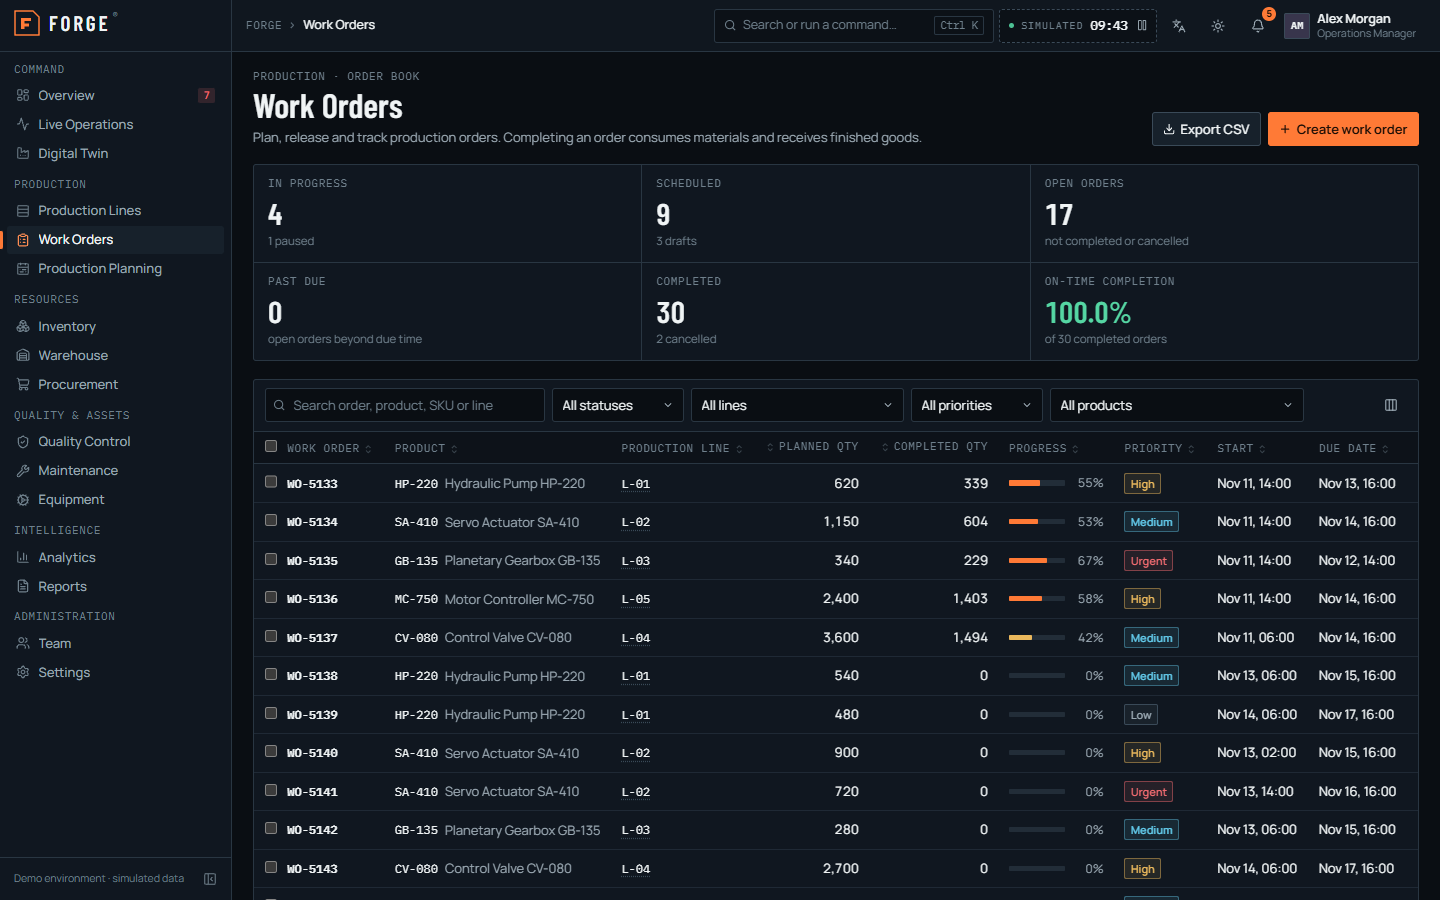 FORGE
FORGE › Work Orders
Search or run a command... Ctrl K
SIMULATED 09:43
5
AM
Alex Morgan
Operations Manager
COMMAND
Overview 7
Live Operations
Digital Twin
PRODUCTION
Production Lines
Work Orders
Production Planning
RESOURCES
Inventory
Warehouse
Procurement
QUALITY & ASSETS
Quality Control
Maintenance
Equipment
INTELLIGENCE
Analytics
Reports
ADMINISTRATION
Team
Settings
Demo environment · simulated data
PRODUCTION · ORDER BOOK
Work Orders
Plan, release and track production orders. Completing an order consumes materials and receives finished goods.
Export CSV
+ Create work order
IN PROGRESS
4
1 paused
SCHEDULED
9
3 drafts
OPEN ORDERS
17
not completed or cancelled
PAST DUE
0
open orders beyond due time
COMPLETED
30
2 cancelled
ON-TIME COMPLETION
100.0%
of 30 completed orders
Search order, product, SKU or line
All statuses
All lines
All priorities
All products
WORK ORDER PRODUCT PRODUCTION LINE PLANNED QTY COMPLETED QTY PROGRESS PRIORITY START DUE DATE
WO-5133 HP-220 Hydraulic Pump HP-220 L-01 620 339 55% High Nov 11, 14:00 Nov 13, 16:00
WO-5134 SA-410 Servo Actuator SA-410 L-02 1,150 604 53% Medium Nov 11, 14:00 Nov 14, 16:00
WO-5135 GB-135 Planetary Gearbox GB-135 L-03 340 229 67% Urgent Nov 11, 14:00 Nov 12, 14:00
WO-5136 MC-750 Motor Controller MC-750 L-05 2,400 1,403 58% High Nov 11, 14:00 Nov 14, 16:00
WO-5137 CV-080 Control Valve CV-080 L-04 3,600 1,494 42% Medium Nov 11, 06:00 Nov 14, 16:00
WO-5138 HP-220 Hydraulic Pump HP-220 L-01 540 0 0% Medium Nov 13, 06:00 Nov 15, 16:00
WO-5139 HP-220 Hydraulic Pump HP-220 L-01 480 0 0% Low Nov 14, 06:00 Nov 17, 16:00
WO-5140 SA-410 Servo Actuator SA-410 L-02 900 0 0% High Nov 13, 02:00 Nov 15, 16:00
WO-5141 SA-410 Servo Actuator SA-410 L-02 720 0 0% Urgent Nov 13, 14:00 Nov 16, 16:00
WO-5142 GB-135 Planetary Gearbox GB-135 L-03 280 0 0% Medium Nov 13, 06:00 Nov 15, 16:00
WO-5143 CV-080 Control Valve CV-080 L-04 2,700 0 0% High Nov 14, 06:00 Nov 17, 16:00